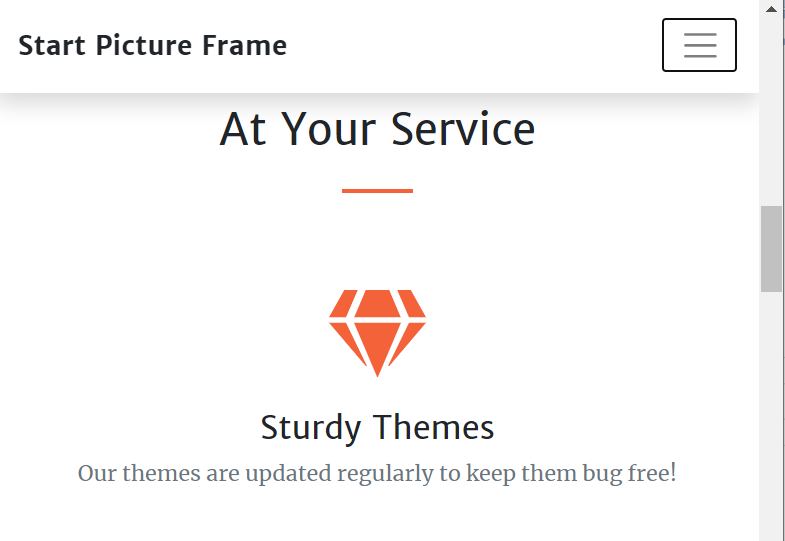 Start Picture Frame
At Your Service
Sturdy Themes
Our themes are updated regularly to keep them bug free!